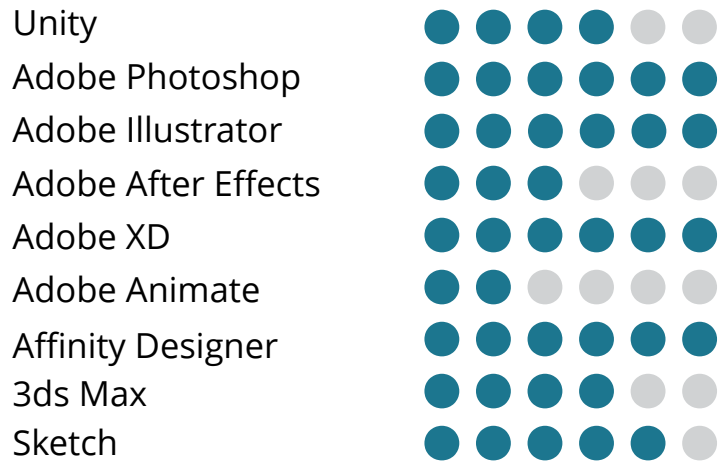 Unity
Adobe Photoshop
Adobe Illustrator
Adobe After Effects
Adobe XD
Adobe Animate
Affinity Designer
3ds Max
Sketch